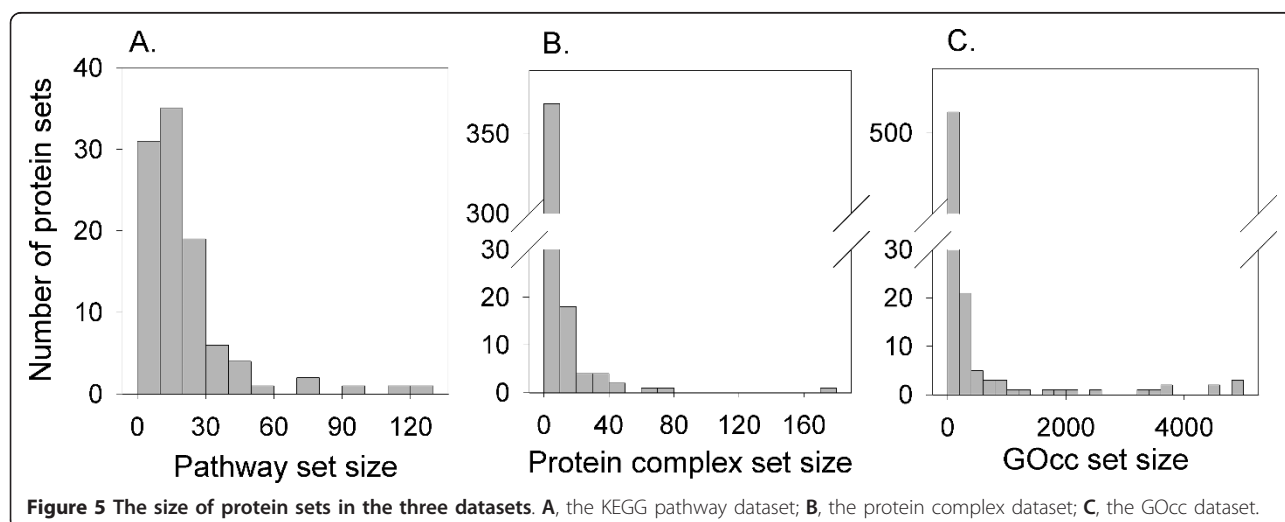 A.
B.
C.
Number of protein sets
40
30
20
10
0
0 30 60 90 120
Pathway set size
350
300
30
20
10
0
0 40 80 120 160
Protein complex set size
500
30
20
10
0
0 2000 4000
GOcc set size
Figure 5 The size of protein sets in the three datasets. A, the KEGG pathway dataset; B, the protein complex dataset; C, the GOcc dataset.